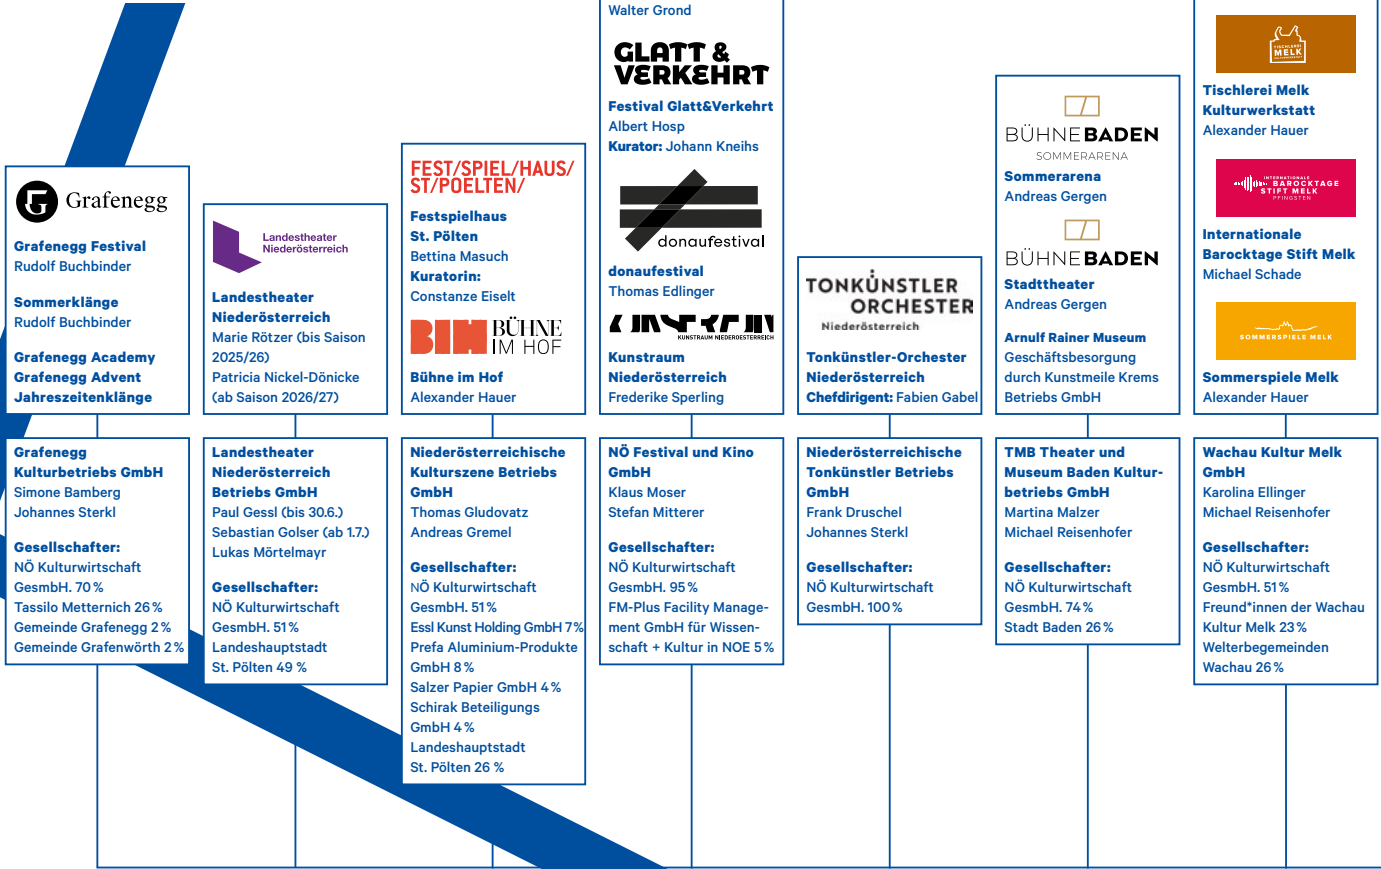 Grafenegg
Grafenegg Festival
Rudolf Buchbinder
Sommerklänge
Rudolf Buchbinder
Grafenegg Academy
Grafenegg Advent
Jahreszeitenklänge
Grafenegg
Kulturbetriebs GmbH
Simone Bamberg
Johannes Sterkl
Gesellschafter:
NÖ Kulturwirtschaft
GesmbH. 70 %
Tassilo Metternich 26 %
Gemeinde Grafenegg 2 %
Gemeinde Grafenwörth 2 %
Landestheater
Niederösterreich
Landestheater
Niederösterreich
Marie Rötzer (bis Saison
2025/26)
Patricia Nickel-Dönicke
(ab Saison 2026/27)
Landestheater
Niederösterreich
Betriebs GmbH
Paul Gessl (bis 30.6.)
Sebastian Golser (ab 1.7.)
Lukas Mörtelmayr
Gesellschafter:
NÖ Kulturwirtschaft
GesmbH. 51 %
Landeshauptstadt
St. Pölten 49 %
FEST/SPIEL/HAUS/
ST/POELTEN/
Festspielhaus
St. Pölten
Bettina Masuch
Kuratorin:
Constanze Eiselt
BIH BÜHNE
IM HOF
Bühne im Hof
Alexander Hauer
Niederösterreichische
Kulturszene Betriebs
GmbH
Thomas Gludovatz
Andreas Gremel
Gesellschafter:
NÖ Kulturwirtschaft
GesmbH. 51 %
Essl Kunst Holding GmbH 7 %
Prefa Aluminium-Produkte
GmbH 8 %
Salzer Papier GmbH 4 %
Schirak Beteiligungs
GmbH 4 %
Landeshauptstadt
St. Pölten 26 %
Walter Grond
GLATT &
VERKEHRT
Festival Glatt&Verkehrt
Albert Hosp
Kurator: Johann Kneihs
donaufestival
donaufestival
Thomas Edlinger
KUNSTRAUM NIEDEROESTERREICH
Kunstraum
Niederösterreich
Frederike Sperling
NÖ Festival und Kino
GmbH
Klaus Moser
Stefan Mitterer
Gesellschafter:
NÖ Kulturwirtschaft
GesmbH. 95 %
FM-Plus Facility Manage-
ment GmbH für Wissen-
schaft + Kultur in NOE 5 %
TONKÜNSTLER
ORCHESTER
Niederösterreich
Tonkünstler-Orchester
Niederösterreich
Chefdirigent: Fabien Gabel
Niederösterreichische
Tonkünstler Betriebs
GmbH
Frank Druschel
Johannes Sterkl
Gesellschafter:
NÖ Kulturwirtschaft
GesmbH. 100 %
BÜHNEBADEN
SOMMERARENA
Sommerarena
Andreas Gergen
BÜHNEBADEN
Stadttheater
Andreas Gergen
Arnulf Rainer Museum
Geschäftsbesorgung
durch Kunstmeile Krems
Betriebs GmbH
TMB Theater und
Museum Baden Kultur-
betriebs GmbH
Martina Malzer
Michael Reisenhofer
Gesellschafter:
NÖ Kulturwirtschaft
GesmbH. 74 %
Stadt Baden 26 %
TISCHLEREI
MELK
Tischlerei Melk
Kulturwerkstatt
Alexander Hauer
INTERNATIONALE
BAROCKTAGE
STIFT MELK
PFINGSTEN
Internationale
Barocktage Stift Melk
Michael Schade
SOMMERSPIELE MELK
Sommerspiele Melk
Alexander Hauer
Wachau Kultur Melk
GmbH
Karolina Ellinger
Michael Reisenhofer
Gesellschafter:
NÖ Kulturwirtschaft
GesmbH. 51 %
Freund*innen der Wachau
Kultur Melk 23 %
Welterbegemeinden
Wachau 26 %